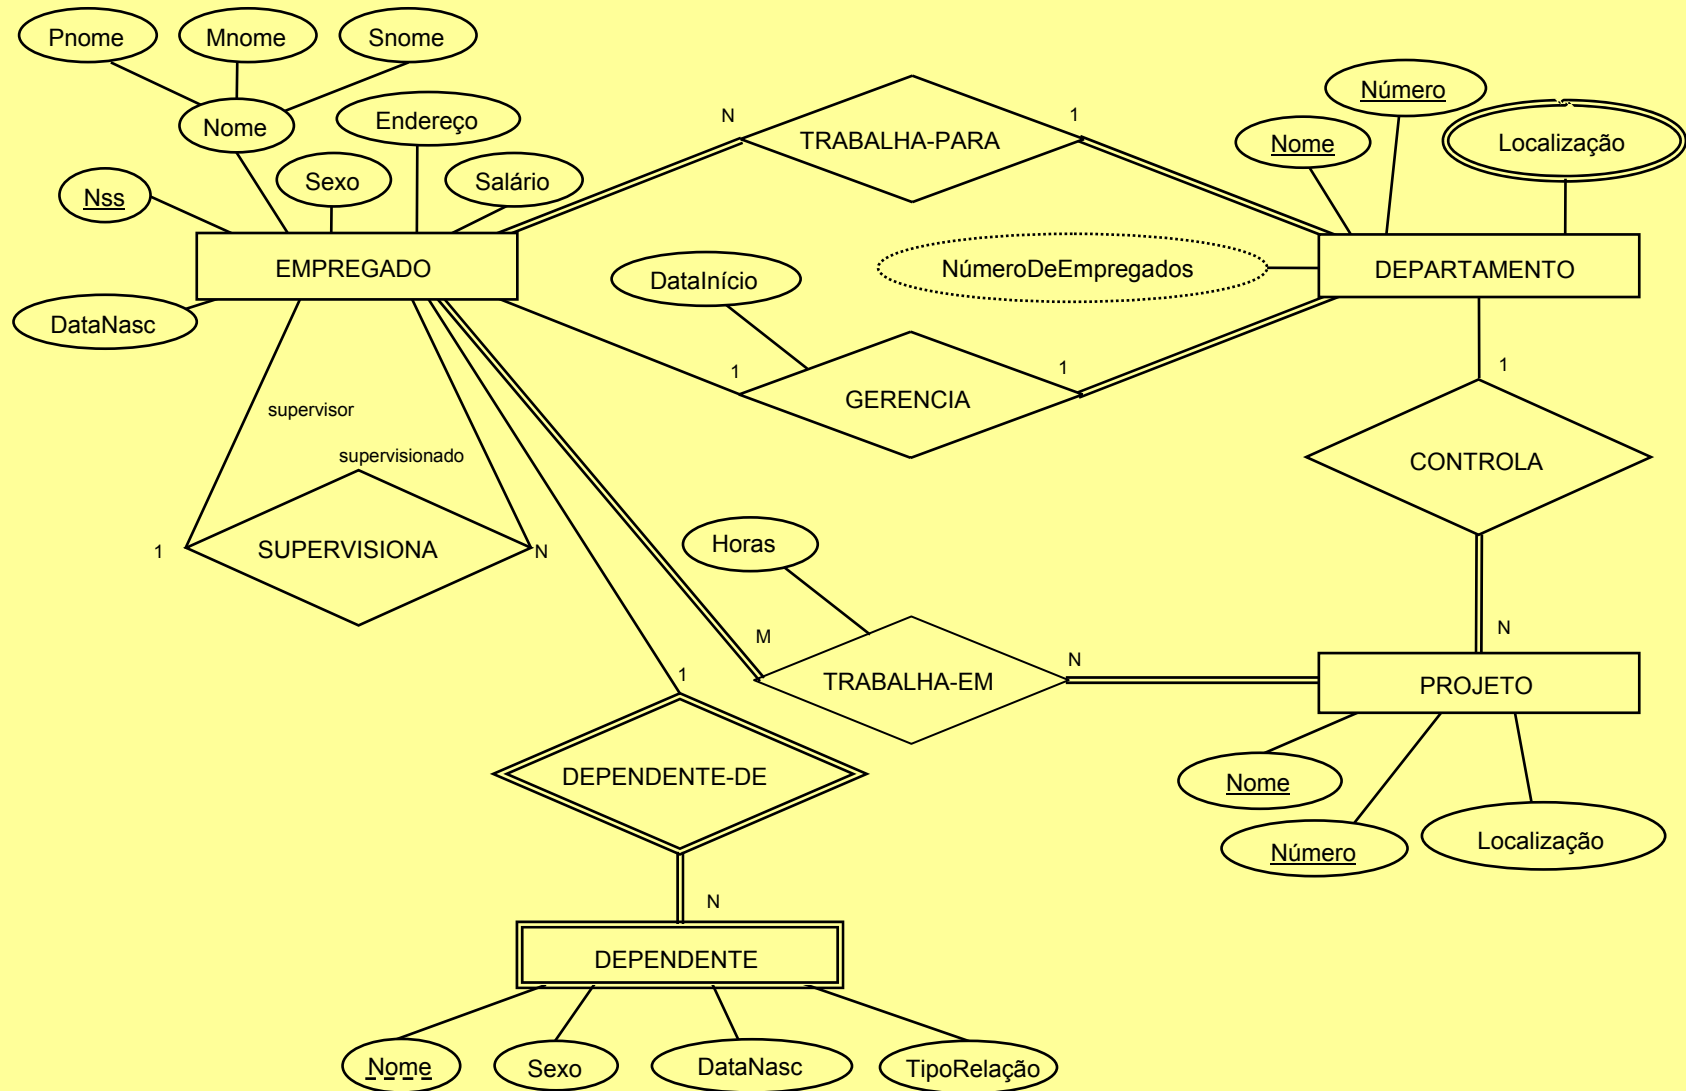 Pnome
Mnome
Snome
Nome
Endereço
Nss
Sexo
Salário
EMPREGADO
DataNasc
N
TRABALHA-PARA
1
Número
Nome
Localização
NúmeroDeEmpregados
DEPARTAMENTO
DataInício
1
GERENCIA
1
supervisor
supervisionado
1
SUPERVISIONA
N
1
CONTROLA
N
Horas
M
TRABALHA-EM
N
PROJETO
Nome
Número
Localização
1
DEPENDENTE-DE
N
DEPENDENTE
Nome
Sexo
DataNasc
TipoRelação